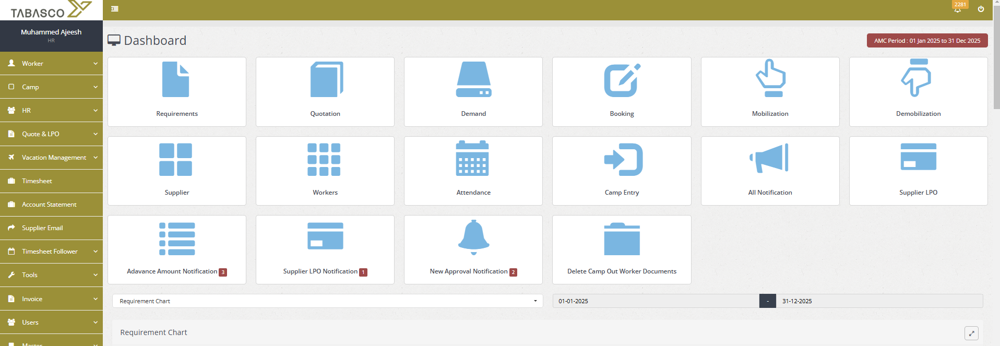 TABASCO
2281
Muhammed Ajeesh
HR
Worker
Camp
HR
Quote & LPO
Vacation Management
Timesheet
Account Statement
Supplier Email
Timesheet Follower
Tools
Invoice
Users
Master
Dashboard
AMC Period : 01 Jan 2025 to 31 Dec 2025
Requirements
Quotation
Demand
Booking
Mobilization
Demobilization
Supplier
Workers
Attendance
Camp Entry
All Notification
Supplier LPO
Adavance Amount Notification 3
Supplier LPO Notification 1
New Approval Notification 2
Delete Camp Out Worker Documents
Requirement Chart
01-01-2025 - 31-12-2025
Requirement Chart